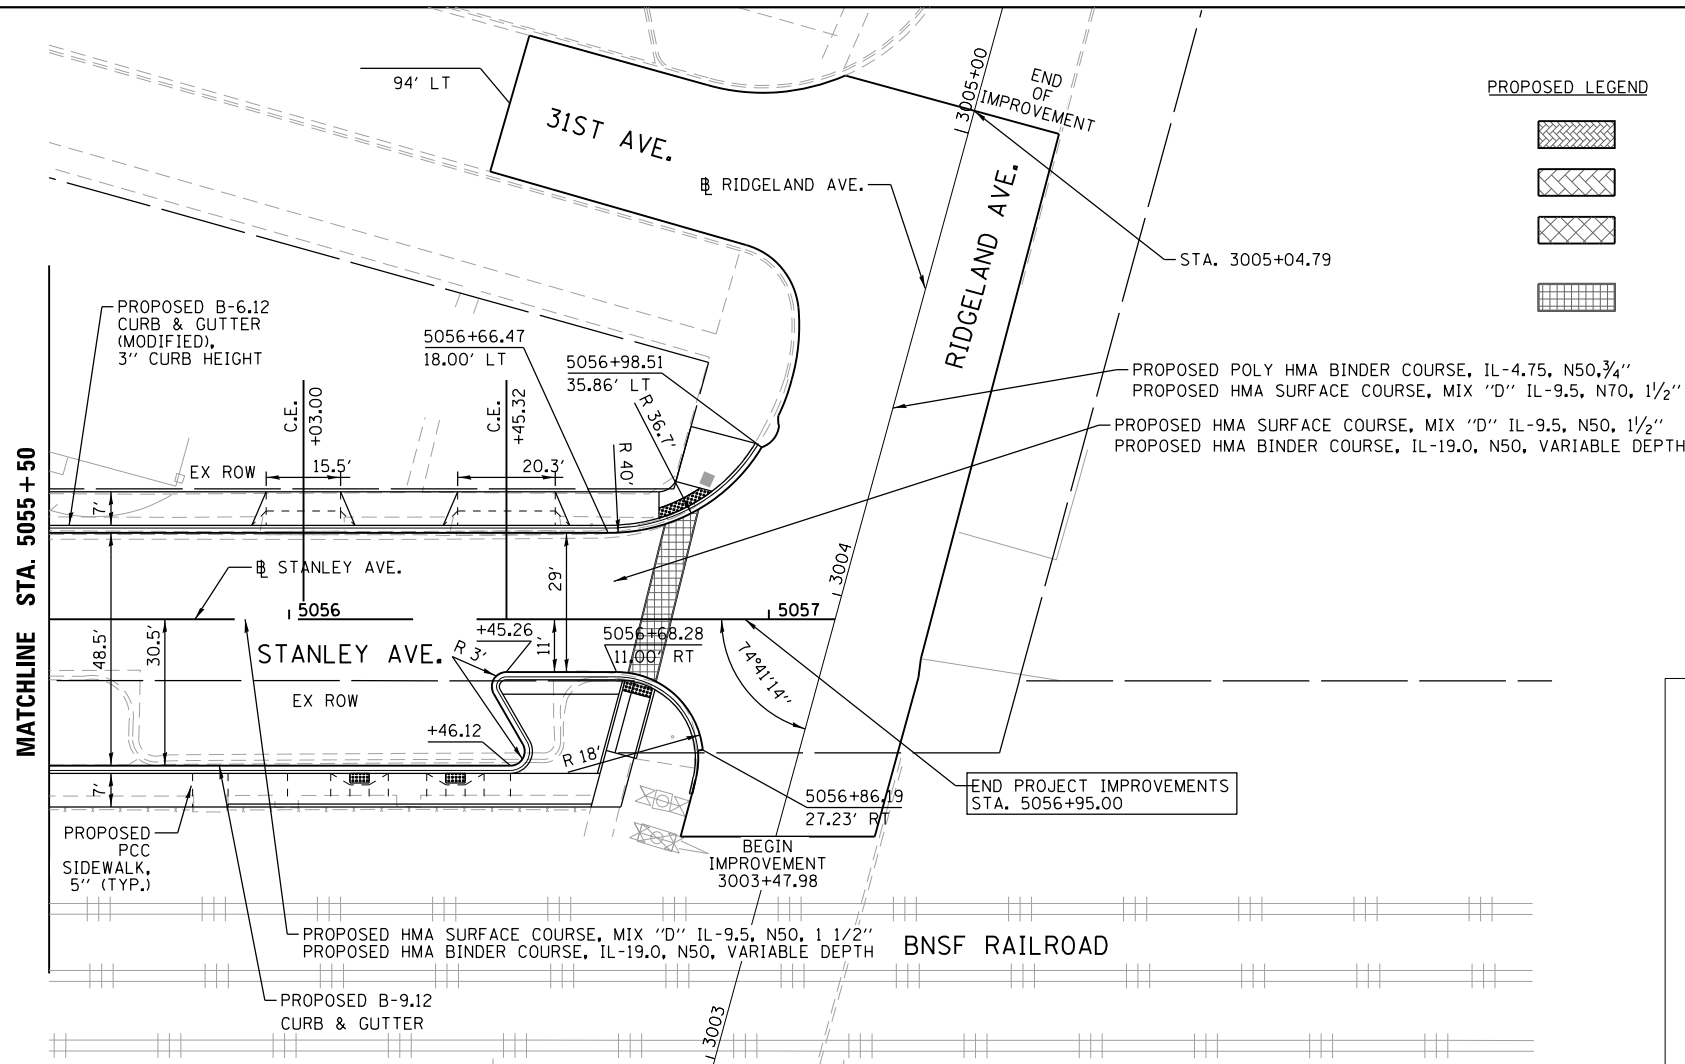 94' LT
31ST AVE.
3005+00
END
OF
IMPROVEMENT
PROPOSED LEGEND
℄ RIDGELAND AVE.
RIDGELAND AVE.
STA. 3005+04.79
PROPOSED B-6.12
CURB & GUTTER
(MODIFIED),
3'' CURB HEIGHT
5056+66.47
18.00' LT
5056+98.51
35.86' LT
R 36.7'
R 40'
PROPOSED POLY HMA BINDER COURSE, IL-4.75, N50,3/4''
PROPOSED HMA SURFACE COURSE, MIX "D" IL-9.5, N70, 1 1/2''
PROPOSED HMA SURFACE COURSE, MIX "D" IL-9.5, N50, 1 1/2''
PROPOSED HMA BINDER COURSE, IL-19.0, N50, VARIABLE DEPTH
C.E.
+03.00
C.E.
+45.32
EX ROW
15.5'
20.3'
7'
MATCHLINE STA. 5055+50
℄ STANLEY AVE.
29'
3004
5056
5057
48.5'
30.5'
STANLEY AVE.
R 3'
+45.26
11'
5056+68.28
11.00' RT
74°41'14''
EX ROW
+46.12
R 18'
7'
5056+86.19
27.23' RT
END PROJECT IMPROVEMENTS
STA. 5056+95.00
PROPOSED
PCC
SIDEWALK,
5'' (TYP.)
BEGIN
IMPROVEMENT
3003+47.98
PROPOSED HMA SURFACE COURSE, MIX "D" IL-9.5, N50, 1 1/2''
PROPOSED HMA BINDER COURSE, IL-19.0, N50, VARIABLE DEPTH
BNSF RAILROAD
PROPOSED B-9.12
CURB & GUTTER
3003